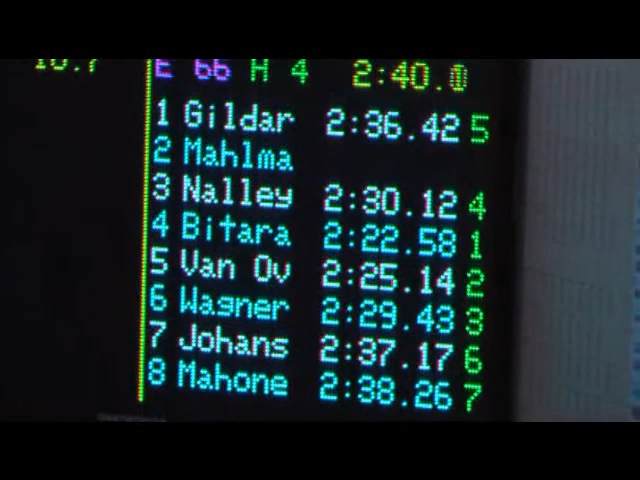 10.7
E 66 H 4 2:40.0
1 Gildar 2:36.42 5
2 Mahlma
3 Nalley 2:30.12 4
4 Bitara 2:22.58 1
5 Van Ov 2:25.14 2
6 Wagner 2:29.43 3
7 Johans 2:37.17 6
8 Mahone 2:38.26 7